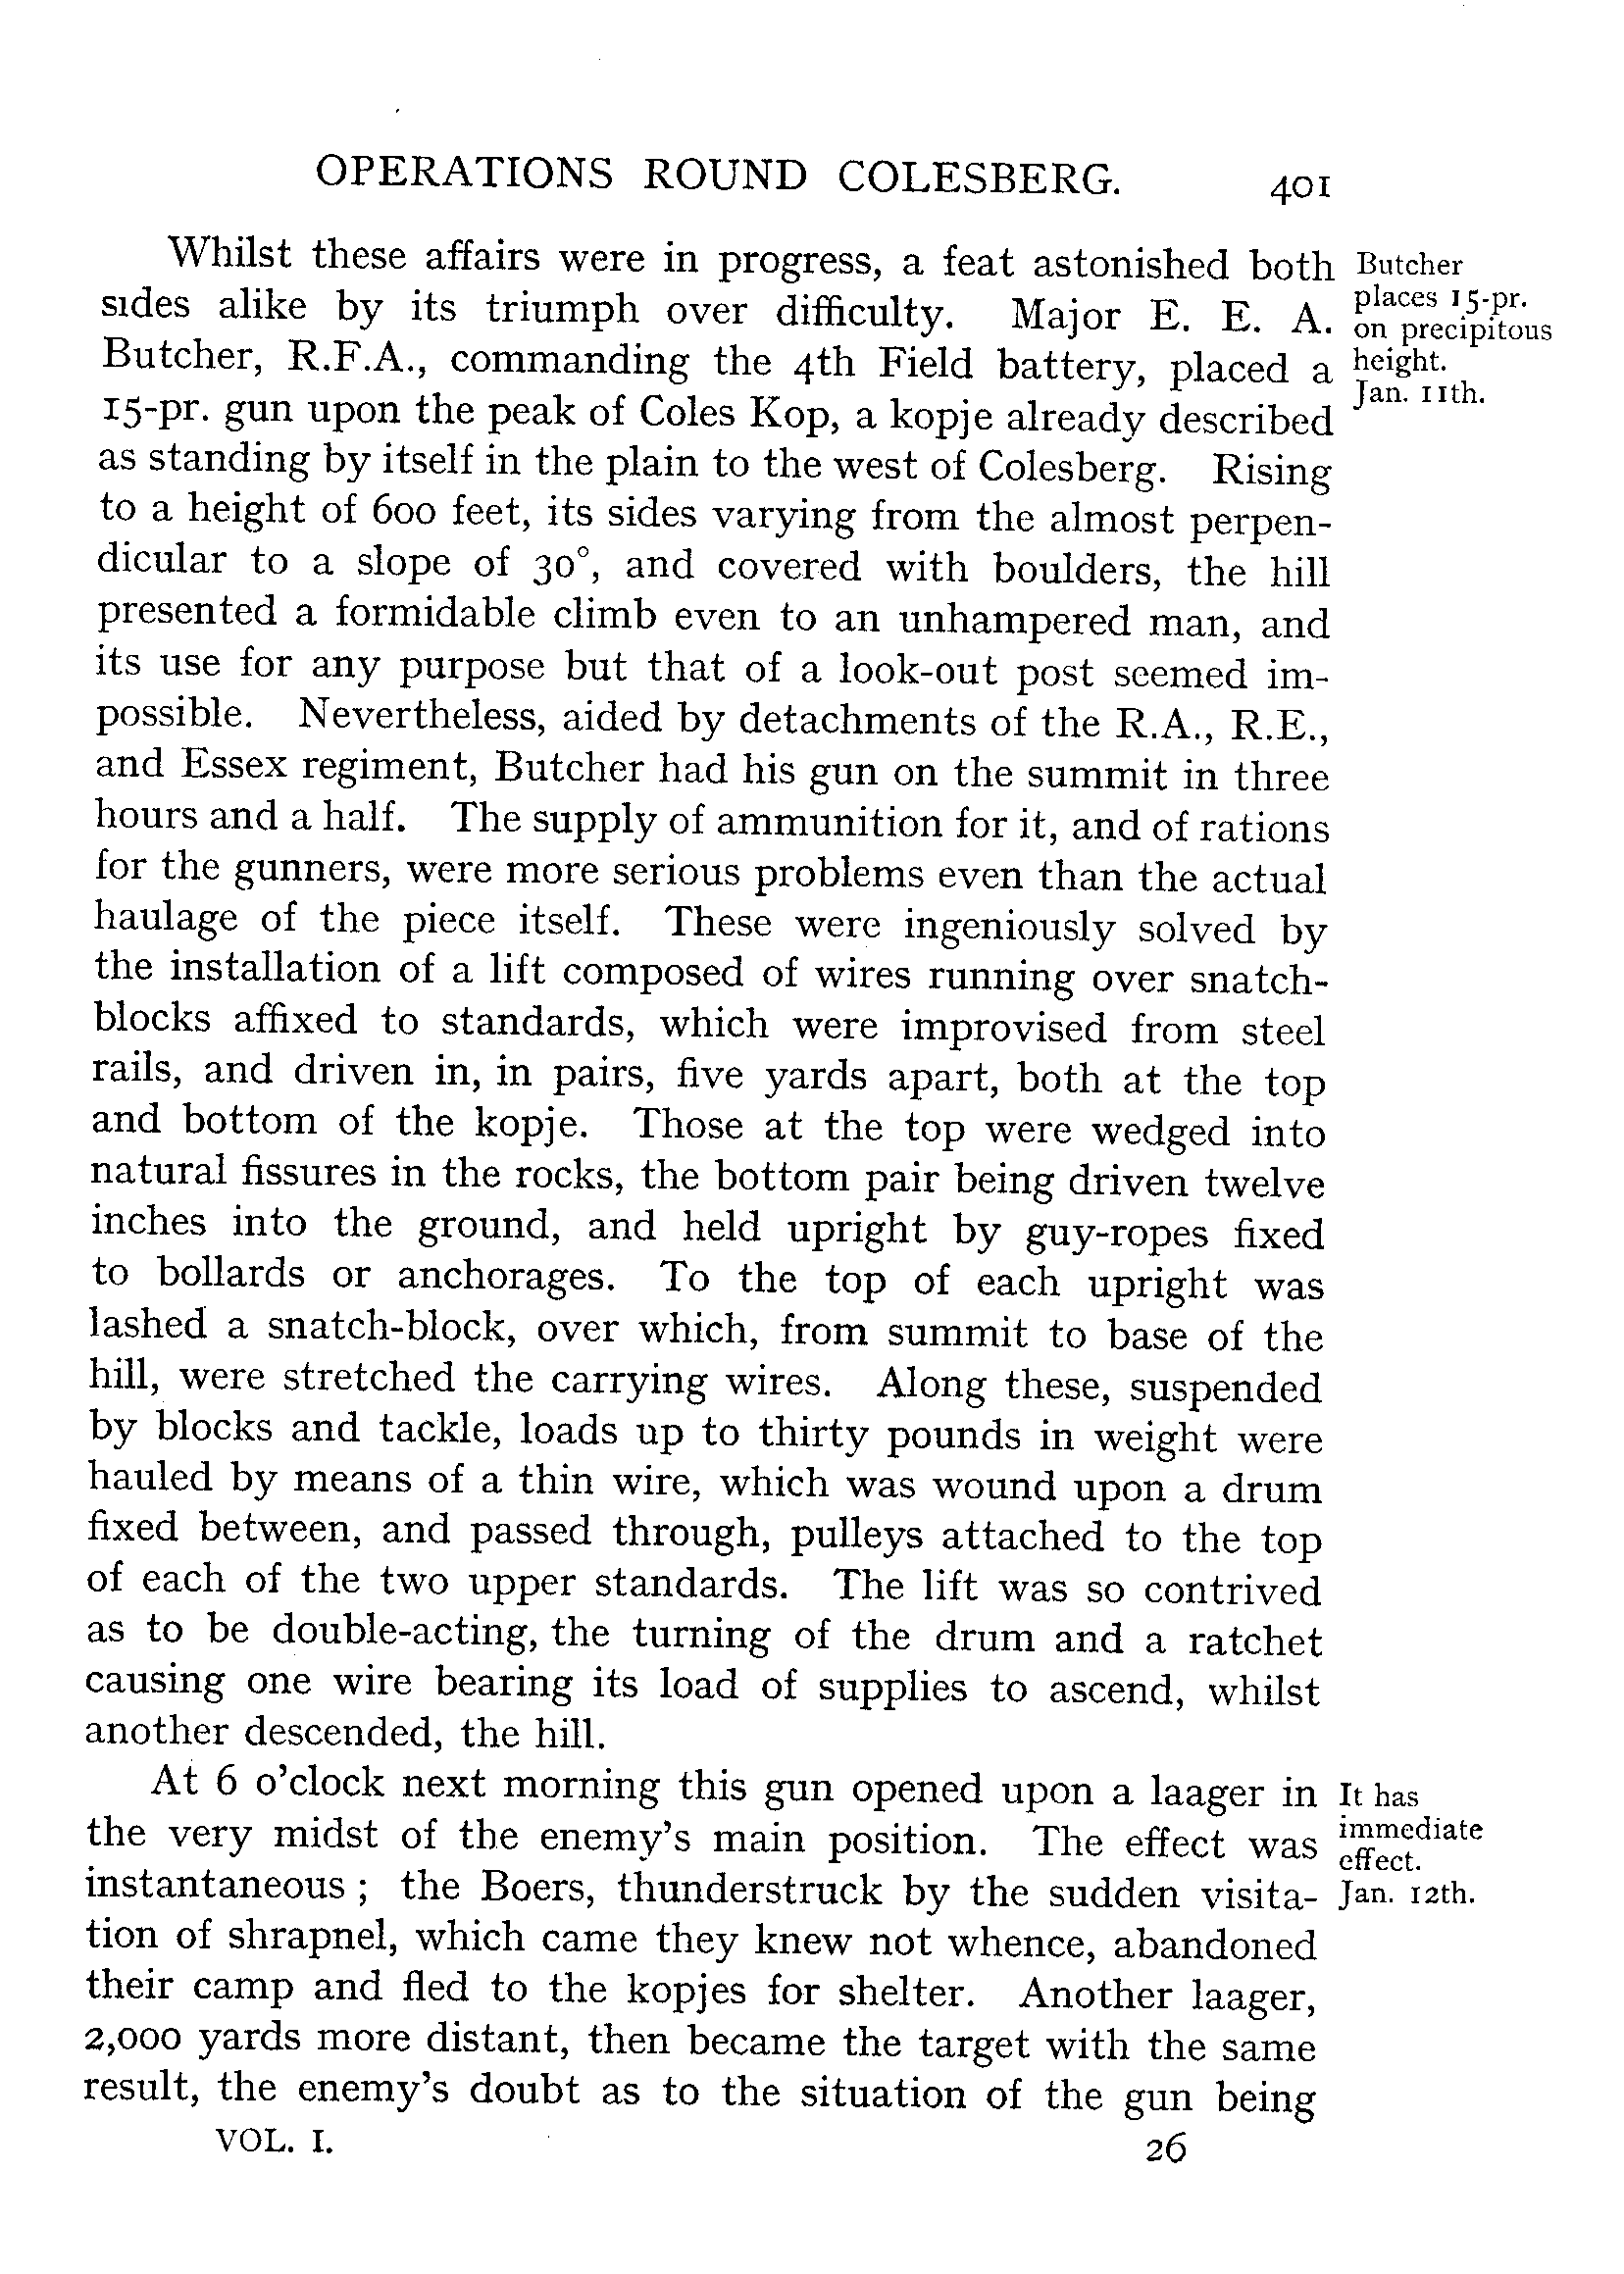 OPERATIONS ROUND COLESBERG. 401
Whilst these affairs were in progress, a feat astonished both
sides alike by its triumph over difficulty. Major E. E. A.
Butcher, R.F.A., commanding the 4th Field battery, placed a
15-pr. gun upon the peak of Coles Kop, a kopje already described
as standing by itself in the plain to the west of Colesberg. Rising
to a height of 600 feet, its sides varying from the almost perpen-
dicular to a slope of 30°, and covered with boulders, the hill
presented a formidable climb even to an unhampered man, and
its use for any purpose but that of a look-out post seemed im-
possible. Nevertheless, aided by detachments of the R.A., R.E.,
and Essex regiment, Butcher had his gun on the summit in three
hours and a half. The supply of ammunition for it, and of rations
for the gunners, were more serious problems even than the actual
haulage of the piece itself. These were ingeniously solved by
the installation of a lift composed of wires running over snatch-
blocks affixed to standards, which were improvised from steel
rails, and driven in, in pairs, five yards apart, both at the top
and bottom of the kopje. Those at the top were wedged into
natural fissures in the rocks, the bottom pair being driven twelve
inches into the ground, and held upright by guy-ropes fixed
to bollards or anchorages. To the top of each upright was
lashed a snatch-block, over which, from summit to base of the
hill, were stretched the carrying wires. Along these, suspended
by blocks and tackle, loads up to thirty pounds in weight were
hauled by means of a thin wire, which was wound upon a drum
fixed between, and passed through, pulleys attached to the top
of each of the two upper standards. The lift was so contrived
as to be double-acting, the turning of the drum and a ratchet
causing one wire bearing its load of supplies to ascend, whilst
another descended, the hill.
At 6 o'clock next morning this gun opened upon a laager in
the very midst of the enemy's main position. The effect was
instantaneous ; the Boers, thunderstruck by the sudden visita-
tion of shrapnel, which came they knew not whence, abandoned
their camp and fled to the kopjes for shelter. Another laager,
2,000 yards more distant, then became the target with the same
result, the enemy's doubt as to the situation of the gun being
Butcher
places 15-pr.
on precipitous
height.
Jan. 11th.
It has
immediate
effect.
Jan. 12th.
VOL. I. 26